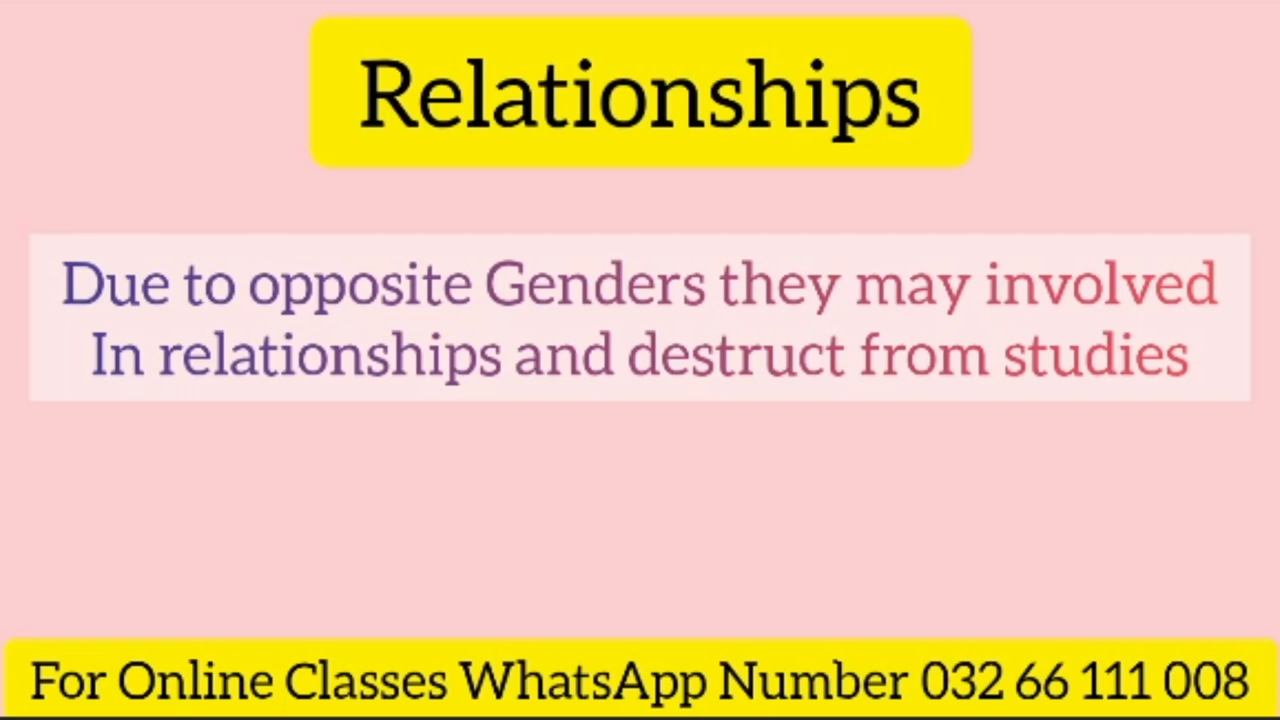 Relationships
Due to opposite Genders they may involved
In relationships and destruct from studies
For Online Classes WhatsApp Number 032 66 111 008